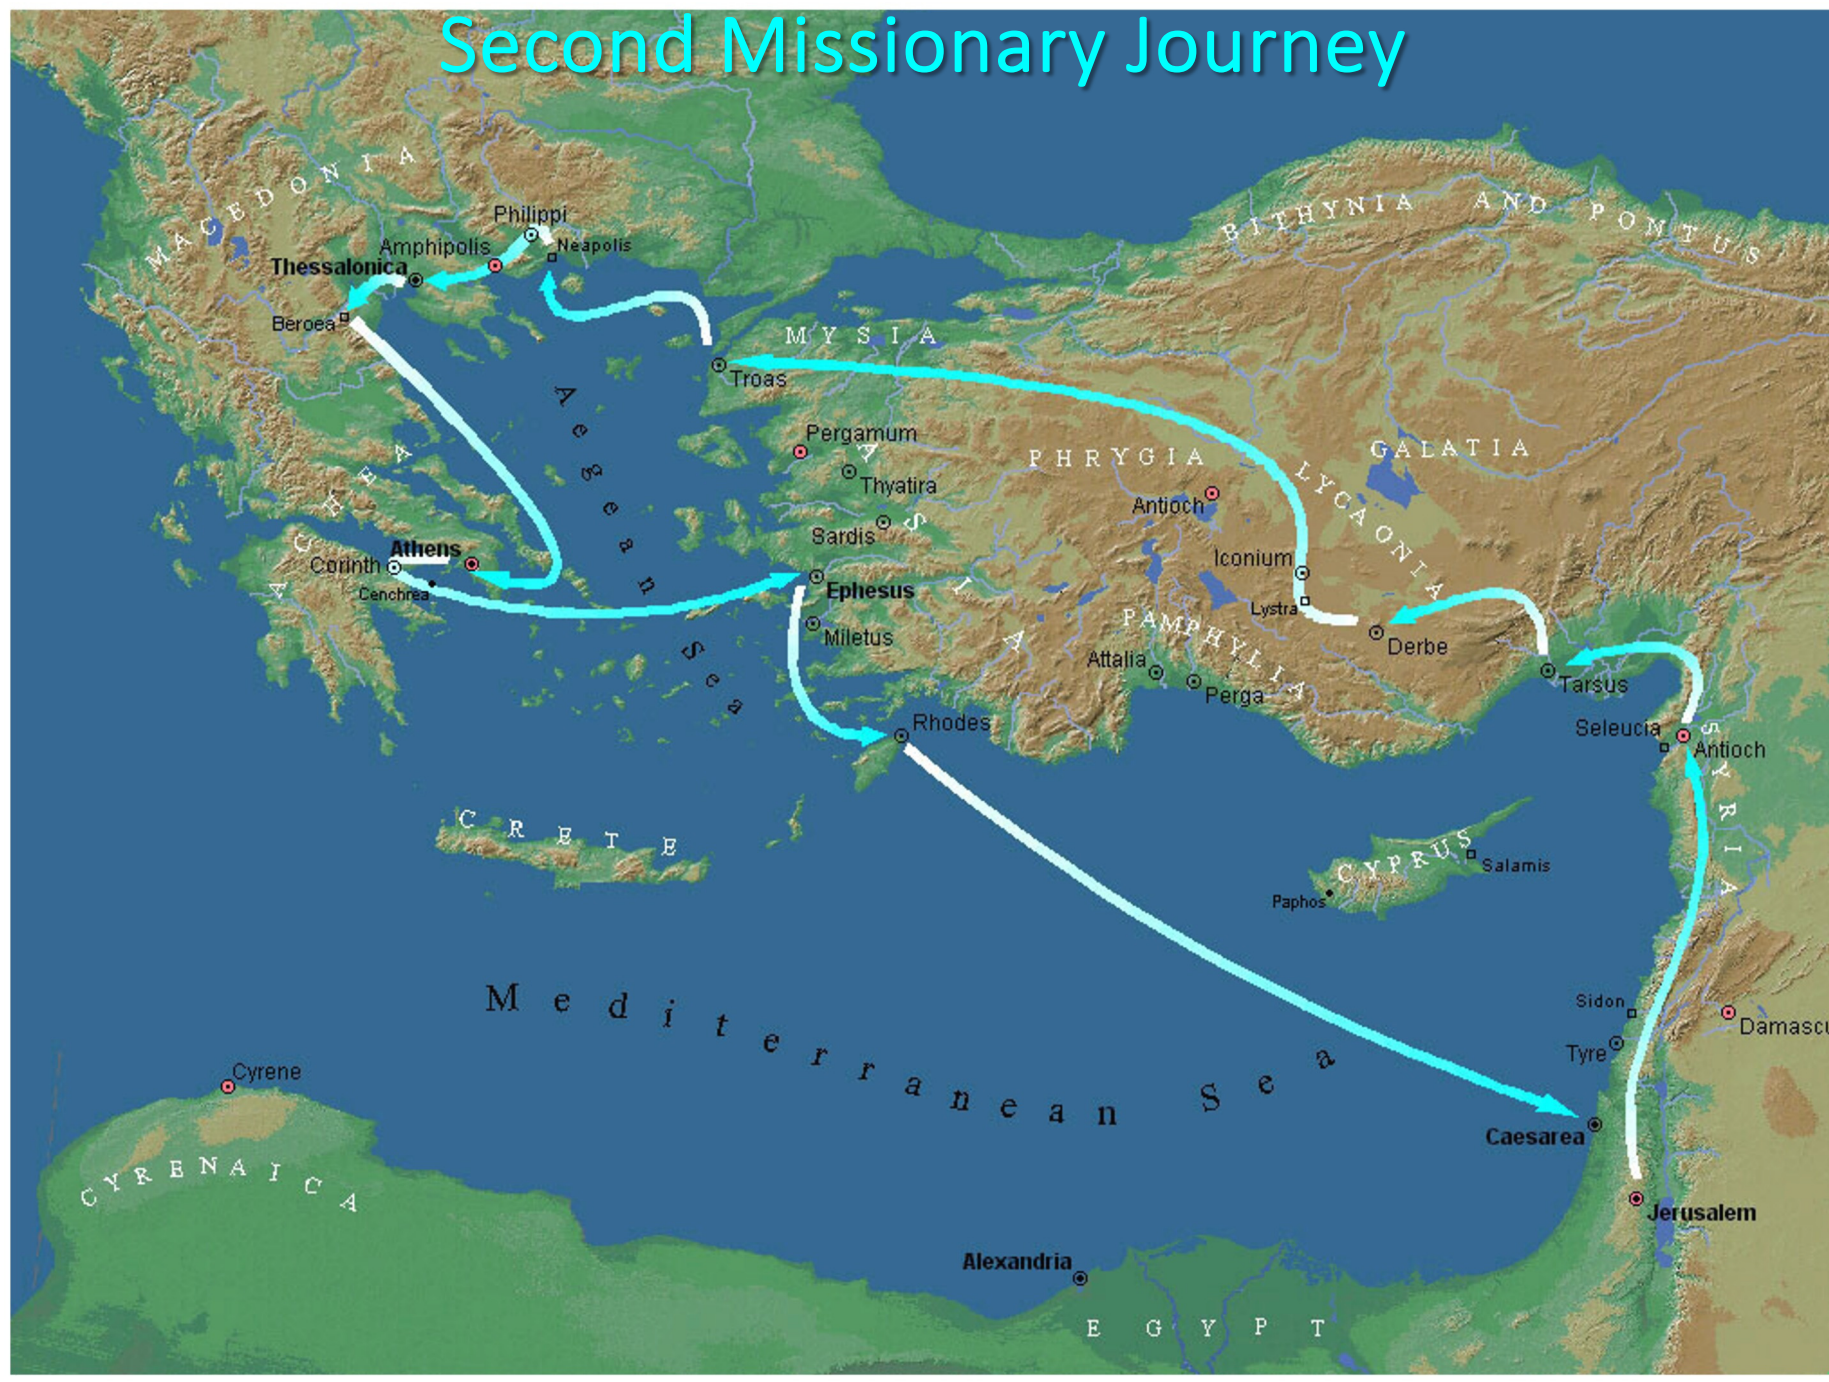 Second Missionary Journey
MACEDONIA
BITHYNIA AND PONTUS
Philippi
Neapolis
Amphipolis
Thessalonica
Beroea
MYSIA
Troas
Aegean Sea
Pergamum
Thyatira
Sardis
ASIA
PHRYGIA
Antioch
GALATIA
LYCAONIA
ACHEA
Athens
Corinth
Cenchrea
Ephesus
Miletus
Iconium
Lystra
Derbe
PAMPHYLIA
Attalia
Perga
Tarsus
Rhodes
Seleucia
Antioch
SYRIA
CRETE
CYPRUS
Salamis
Paphos
Mediterranean Sea
Sidon
Tyre
Damascu
Cyrene
CYRENAICA
Caesarea
Jerusalem
Alexandria
EGYPT